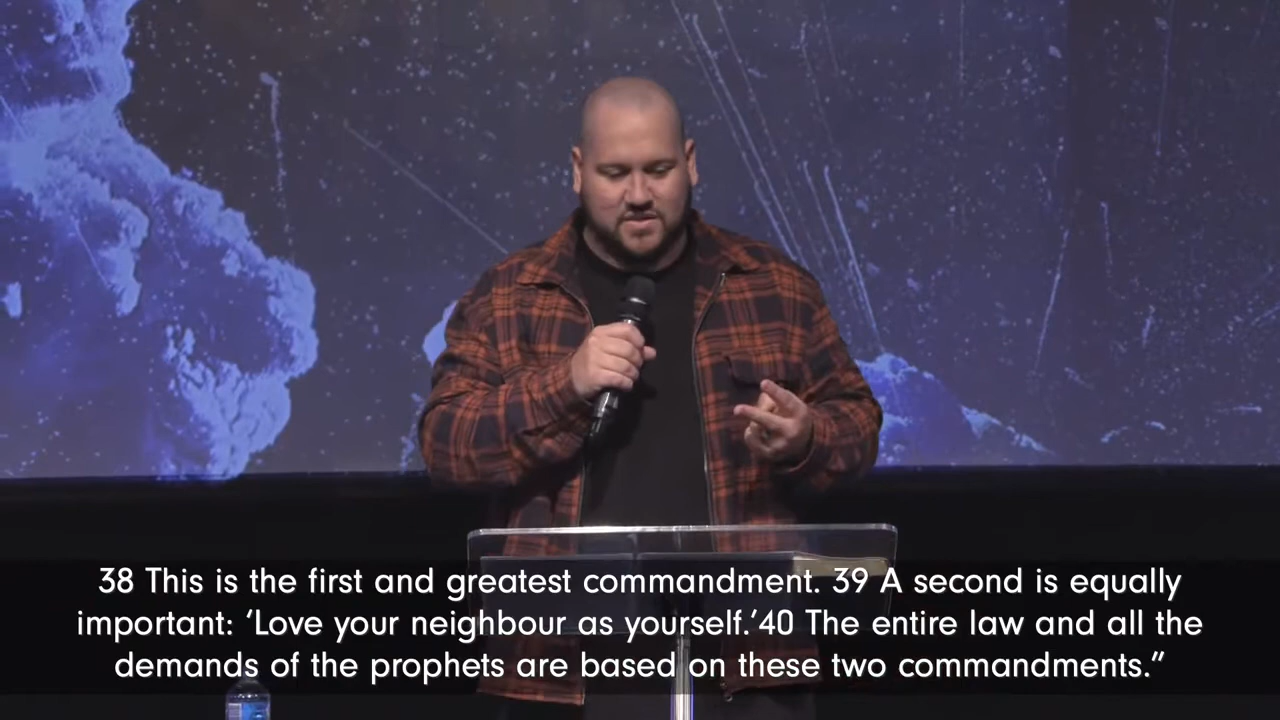 38 This is the first and greatest commandment. 39 A second is equally
important: ‘Love your neighbour as yourself.’40 The entire law and all the
demands of the prophets are based on these two commandments.”